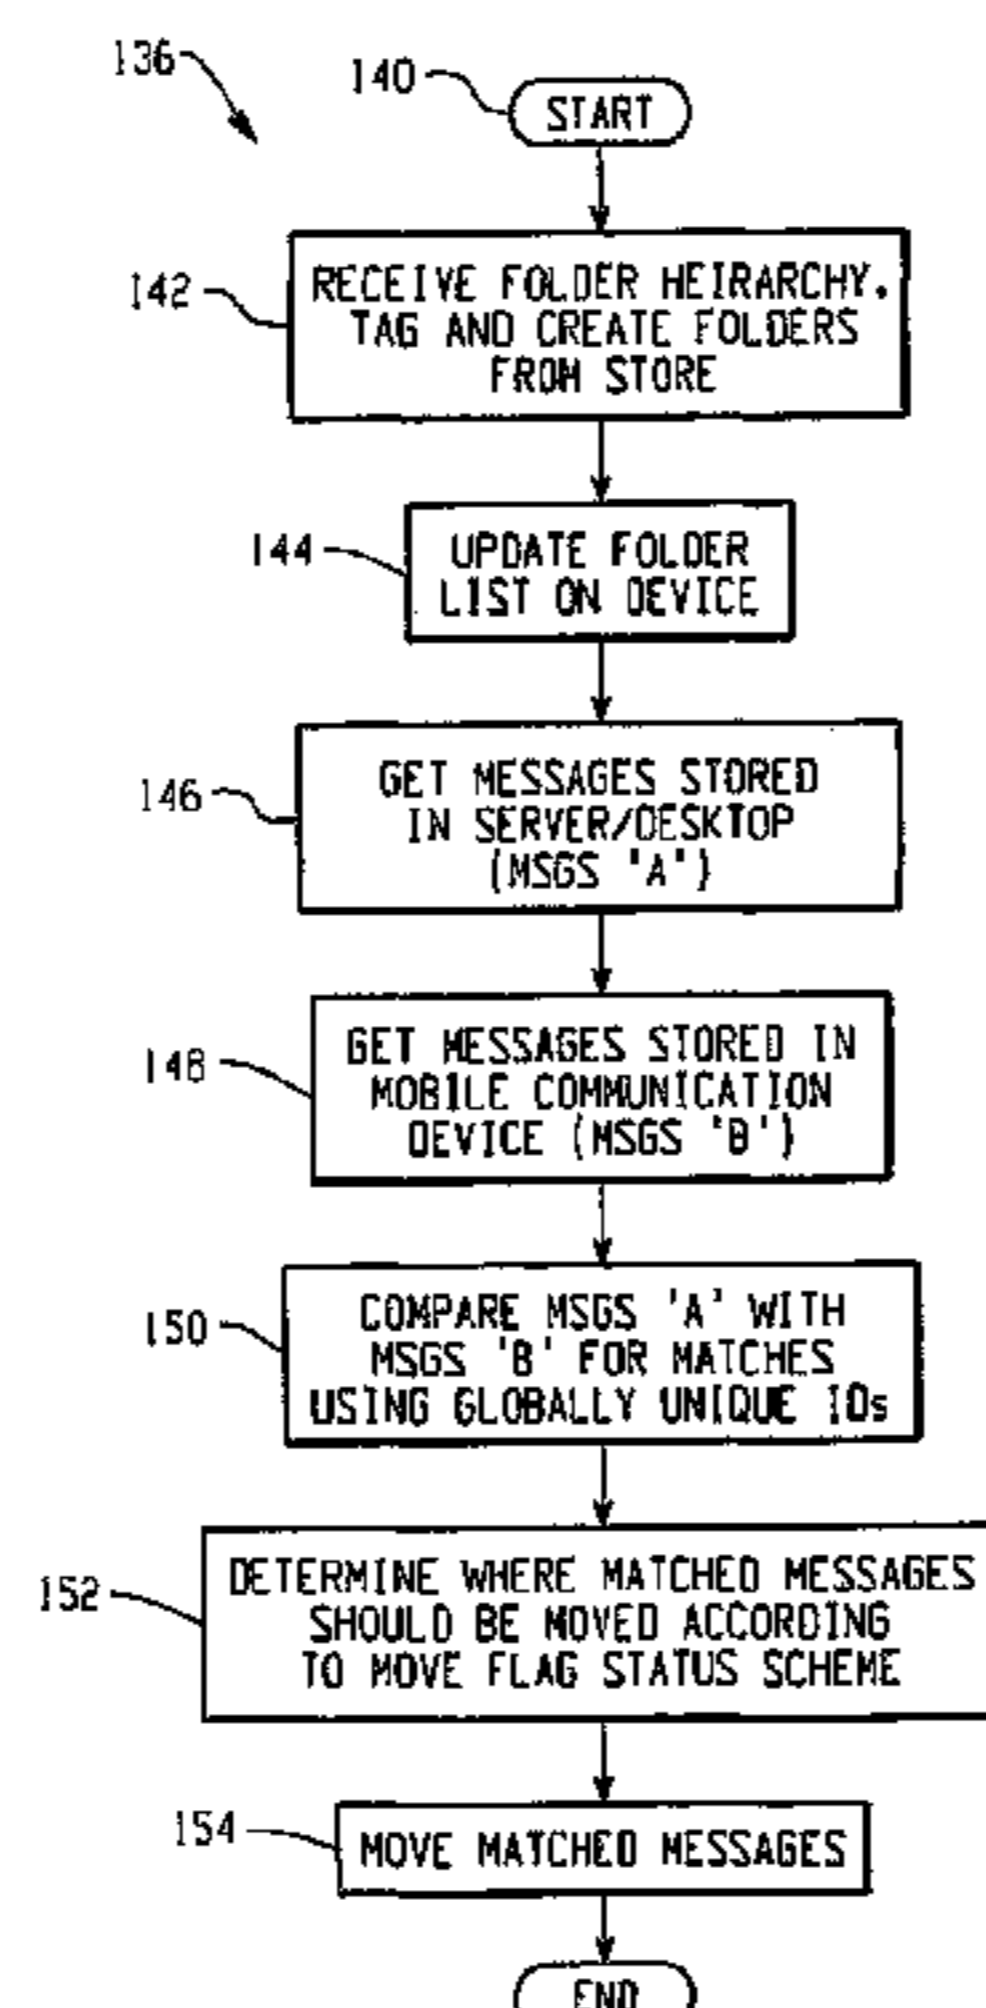 136
140
START
142
RECEIVE FOLDER HEIRARCHY.
TAG AND CREATE FOLDERS
FROM STORE
144
UPDATE FOLDER
LIST ON DEVICE
146
GET MESSAGES STORED
IN SERVER/DESKTOP
(MSGS 'A')
148
GET MESSAGES STORED IN
MOBILE COMMUNICATION
DEVICE (MSGS 'B')
150
COMPARE MSGS 'A' WITH
MSGS 'B' FOR MATCHES
USING GLOBALLY UNIQUE IDs
152
DETERMINE WHERE MATCHED MESSAGES
SHOULD BE MOVED ACCORDING
TO MOVE FLAG STATUS SCHEME
154
MOVE MATCHED MESSAGES
END